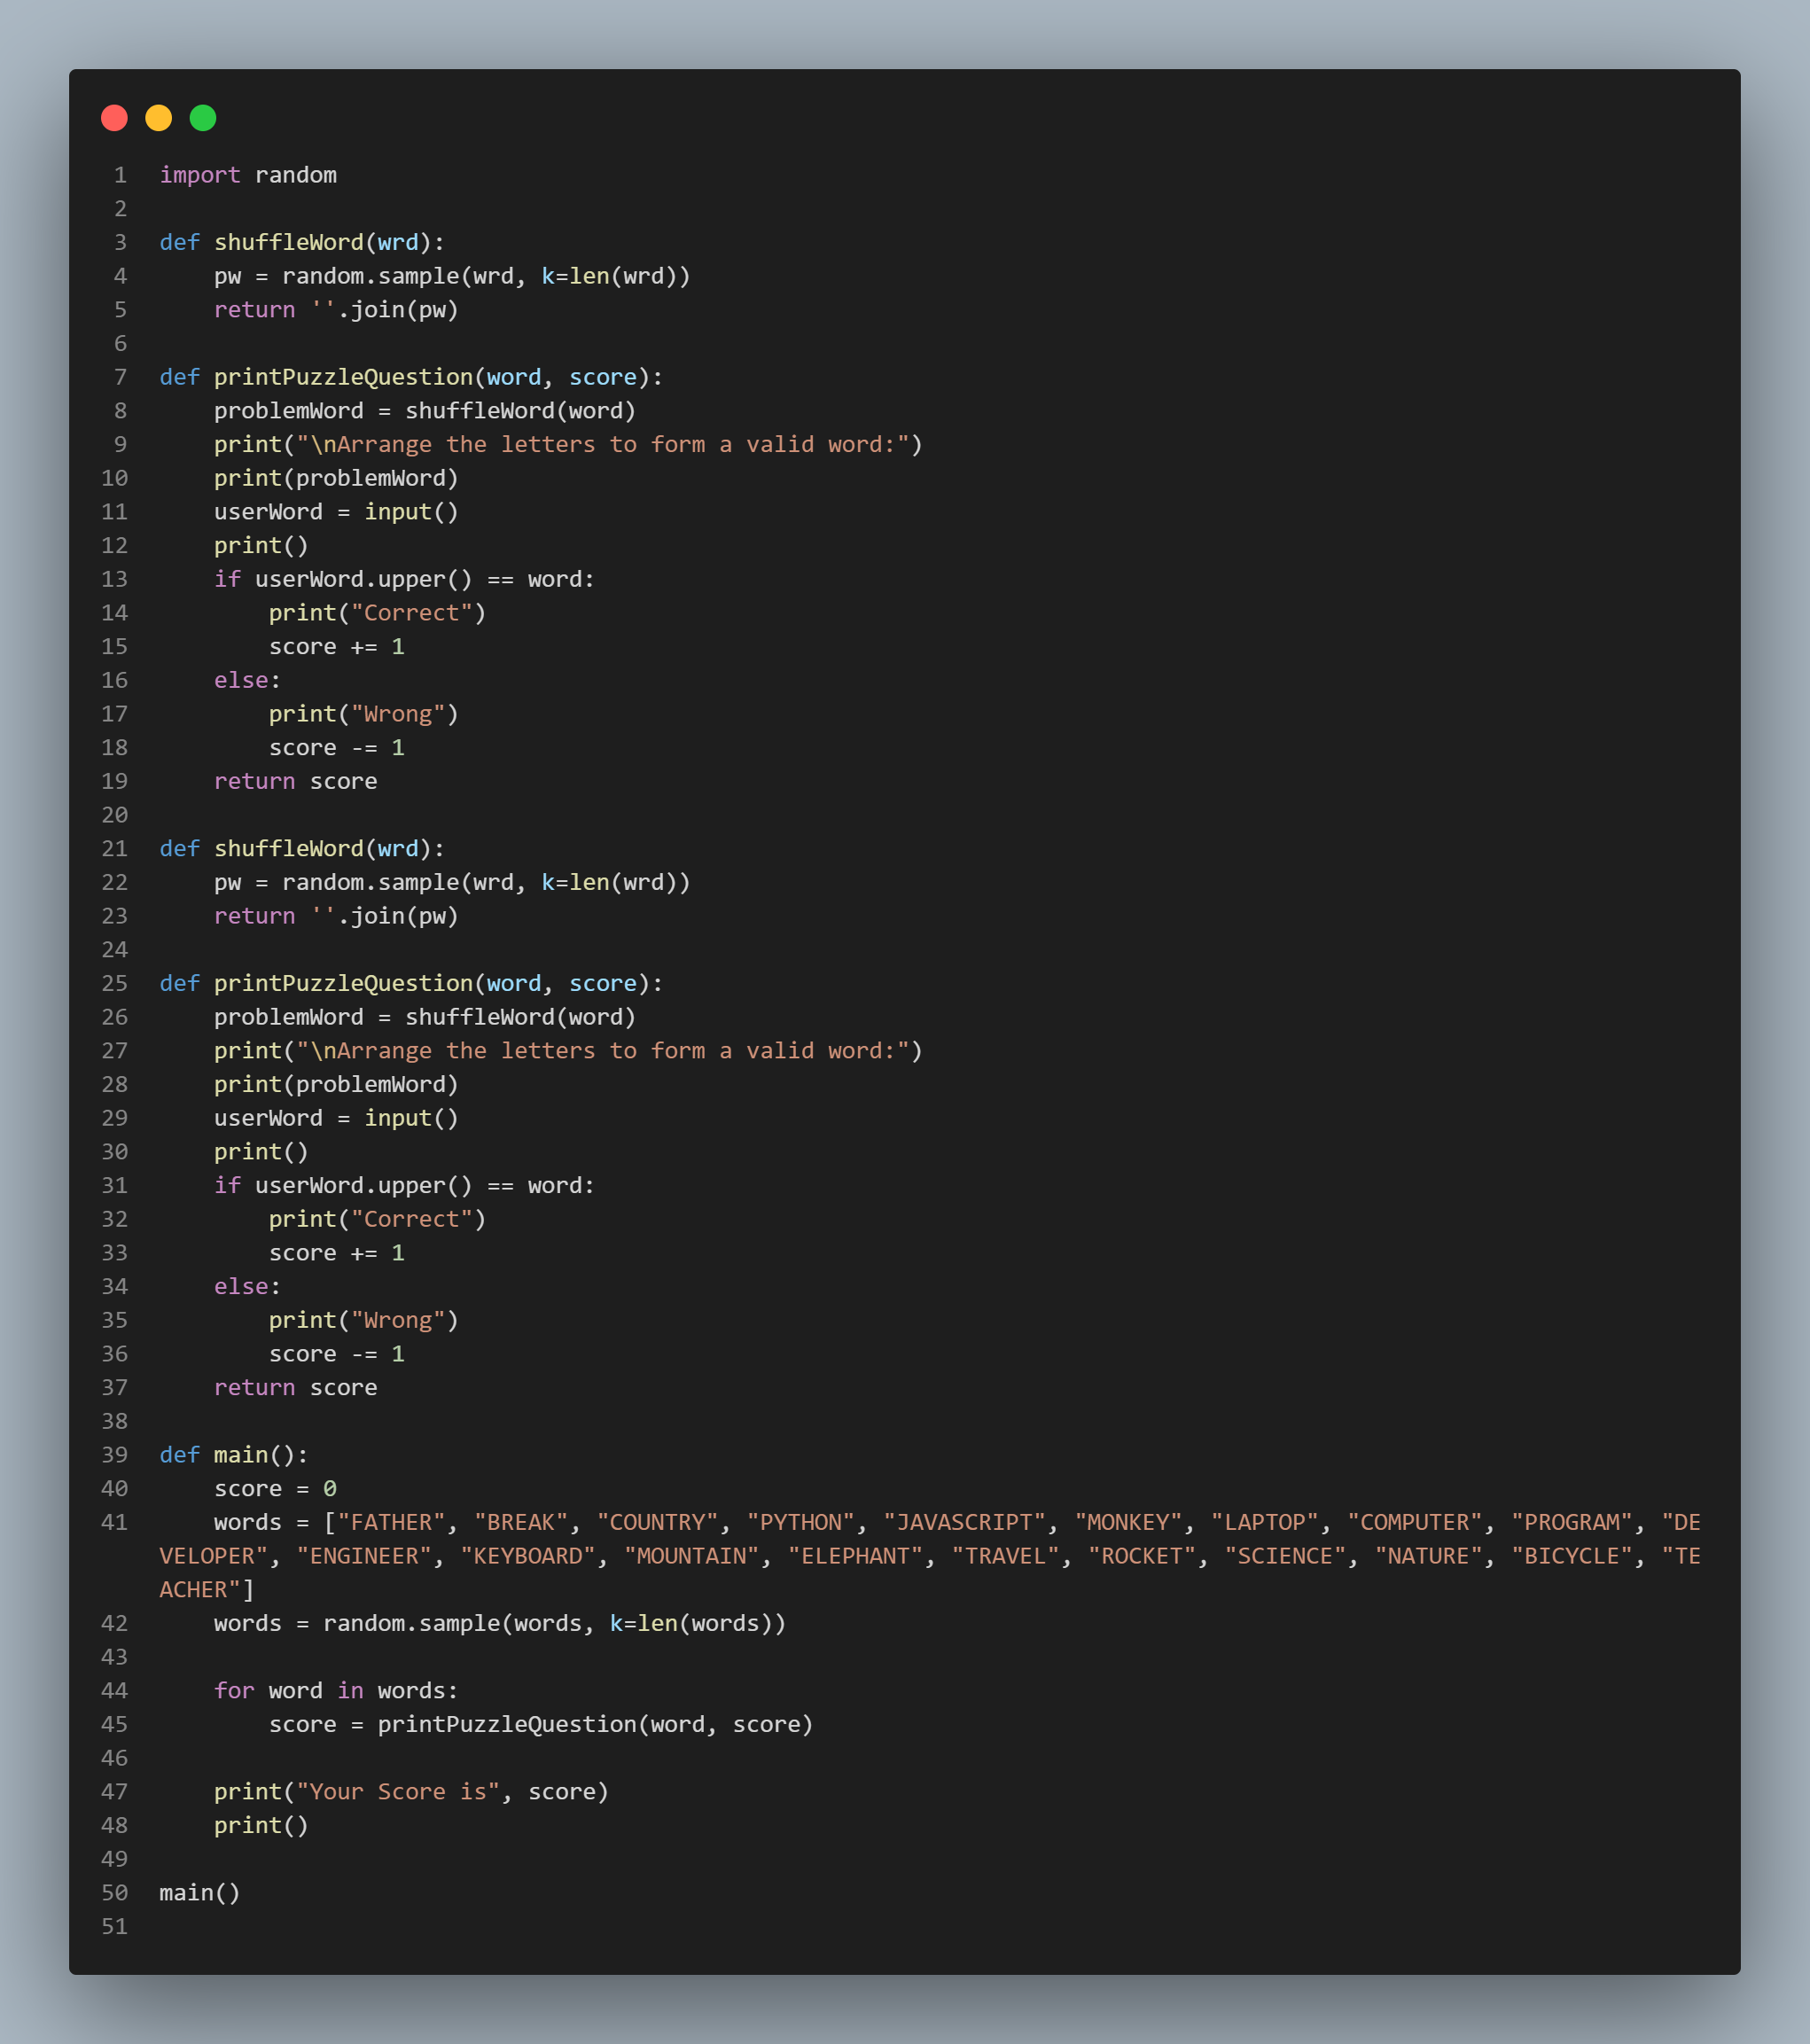 1 import random
2
3 def shuffleWord(wrd):
4     pw = random.sample(wrd, k=len(wrd))
5     return ''.join(pw)
6
7 def printPuzzleQuestion(word, score):
8     problemWord = shuffleWord(word)
9     print("\nArrange the letters to form a valid word:")
10     print(problemWord)
11     userWord = input()
12     print()
13     if userWord.upper() == word:
14         print("Correct")
15         score += 1
16     else:
17         print("Wrong")
18         score -= 1
19     return score
20
21 def shuffleWord(wrd):
22     pw = random.sample(wrd, k=len(wrd))
23     return ''.join(pw)
24
25 def printPuzzleQuestion(word, score):
26     problemWord = shuffleWord(word)
27     print("\nArrange the letters to form a valid word:")
28     print(problemWord)
29     userWord = input()
30     print()
31     if userWord.upper() == word:
32         print("Correct")
33         score += 1
34     else:
35         print("Wrong")
36         score -= 1
37     return score
38
39 def main():
40     score = 0
41     words = ["FATHER", "BREAK", "COUNTRY", "PYTHON", "JAVASCRIPT", "MONKEY", "LAPTOP", "COMPUTER", "PROGRAM", "DE
VELOPER", "ENGINEER", "KEYBOARD", "MOUNTAIN", "ELEPHANT", "TRAVEL", "ROCKET", "SCIENCE", "NATURE", "BICYCLE", "TE
ACHER"]
42     words = random.sample(words, k=len(words))
43
44     for word in words:
45         score = printPuzzleQuestion(word, score)
46
47     print("Your Score is", score)
48     print()
49
50 main()
51